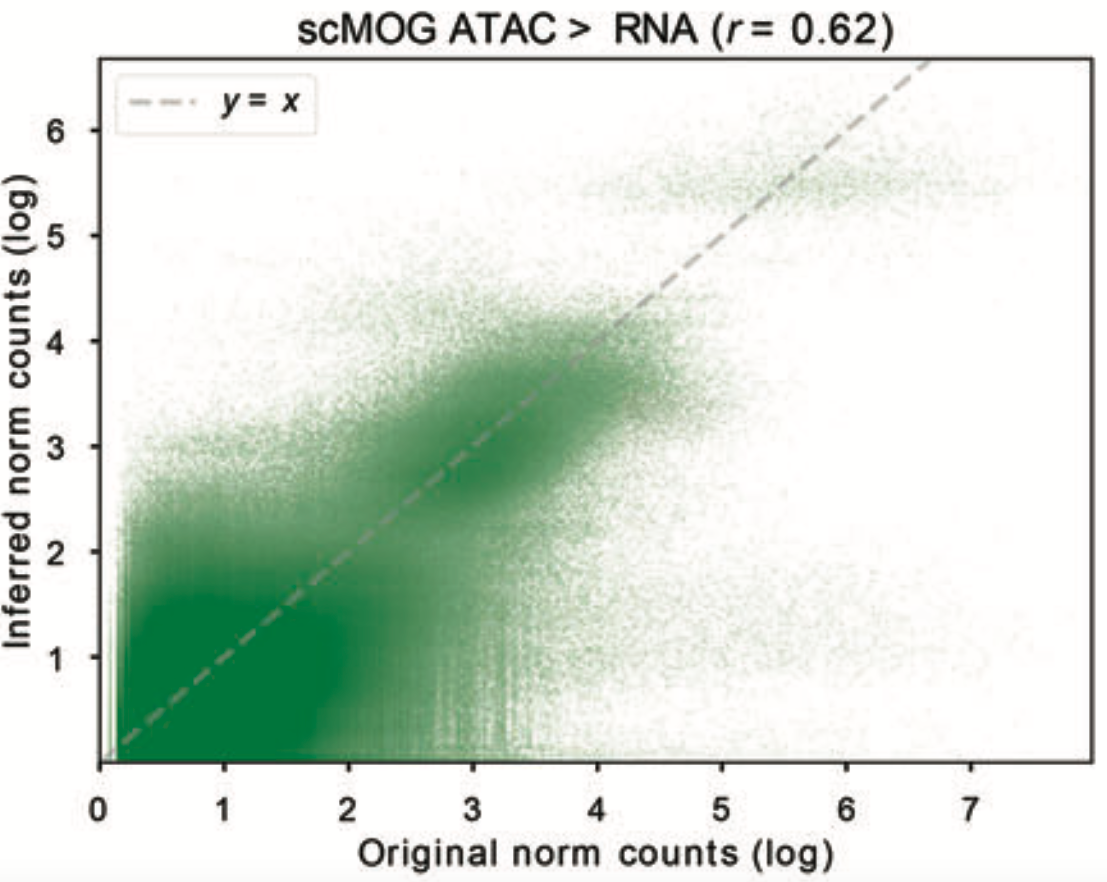 scMOG ATAC > RNA (r = 0.62)
y = x
Inferred norm counts (log)
6
5
4
3
2
1
0 1 2 3 4 5 6 7
Original norm counts (log)